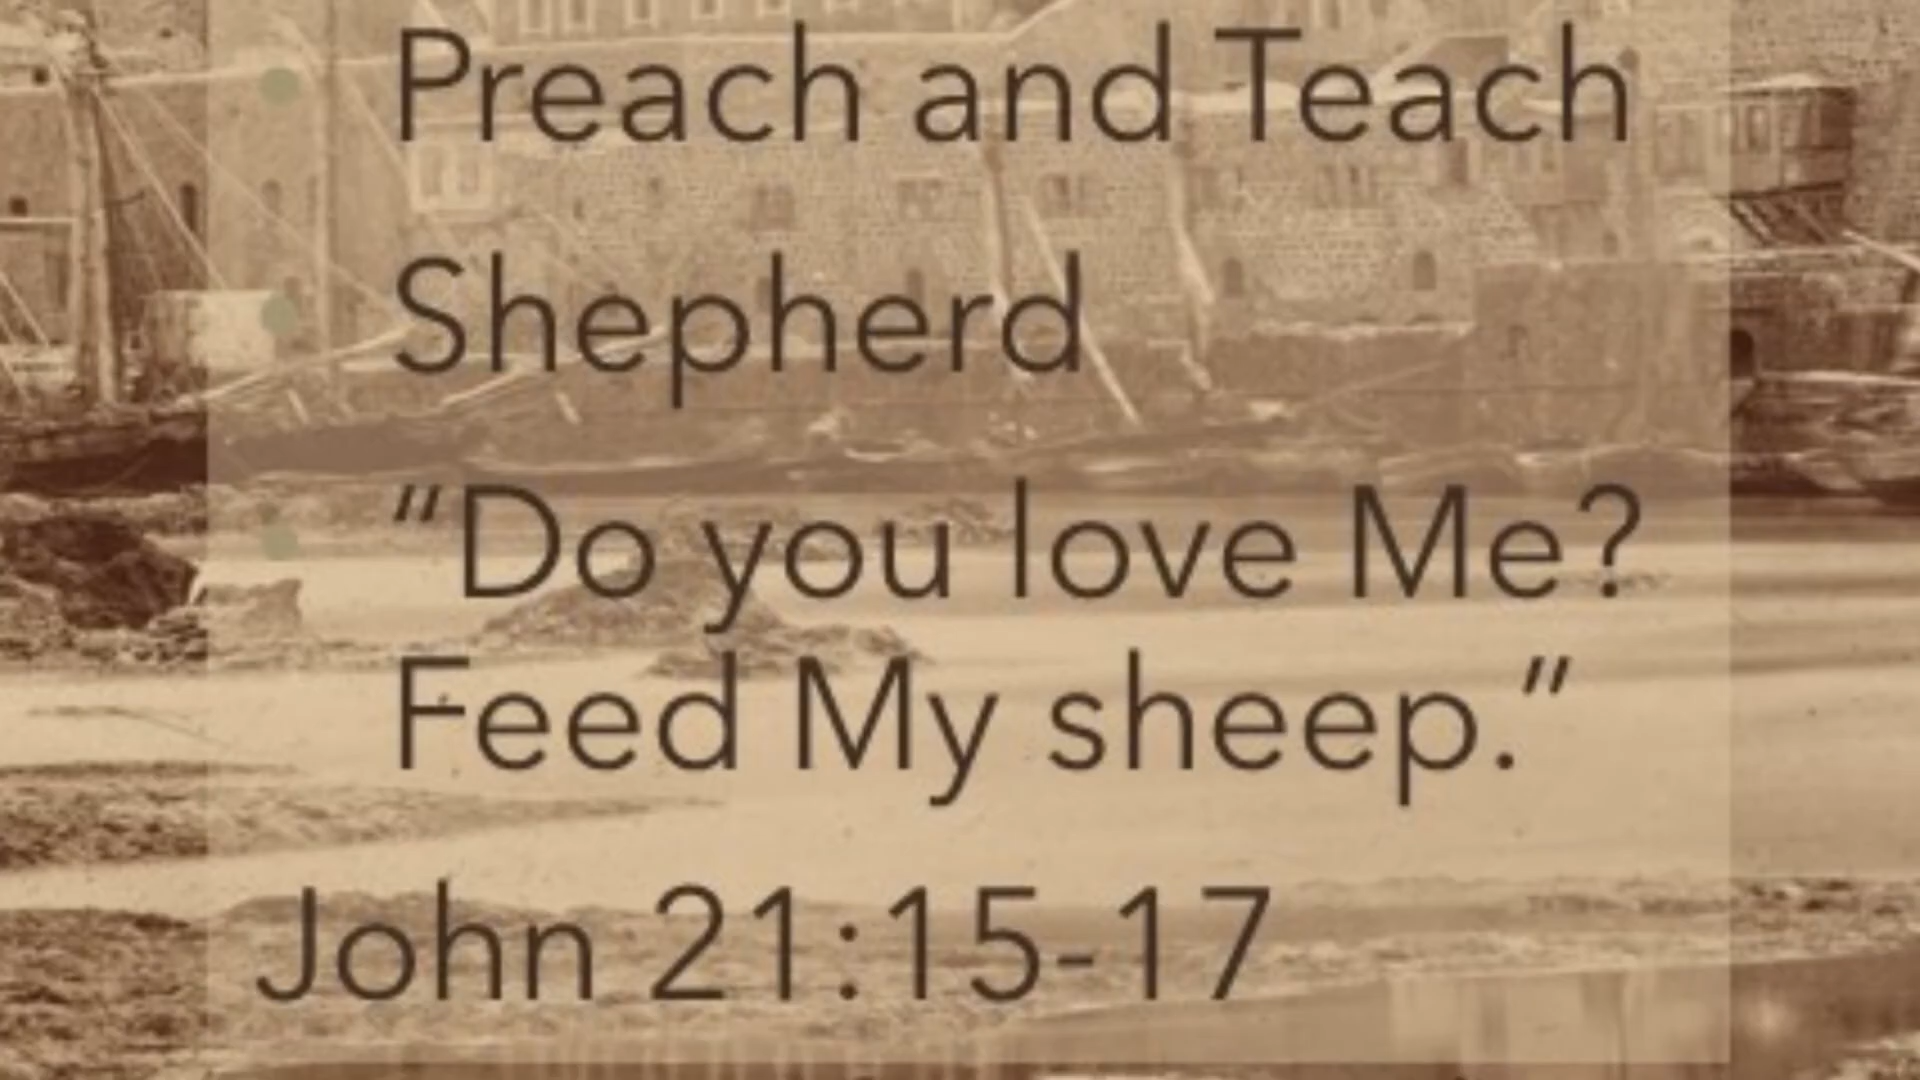 Preach and Teach
Shepherd
“Do you love Me?
Feed My sheep.”
John 21:15-17